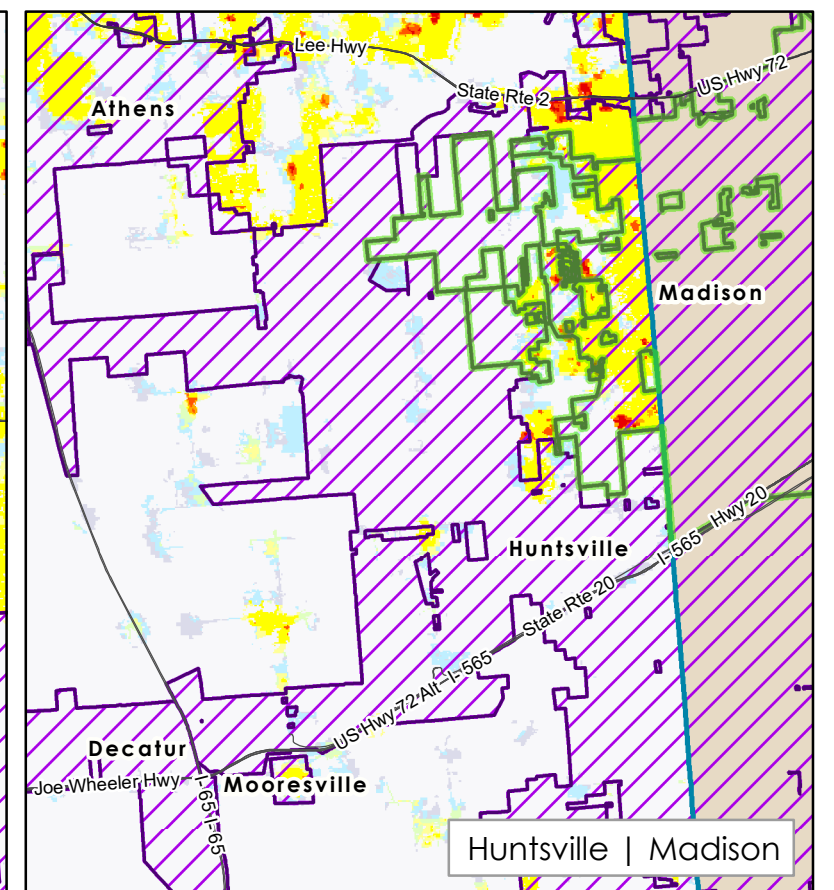 Lee Hwy
US Hwy 72
State Rte 2
Athens
Madison
Hwy 20
I-565
Huntsville
State Rte 20
US Hwy 72 Alt-I-565
Decatur
Joe Wheeler Hwy
Mooresville
I-65
I-65
Huntsville | Madison